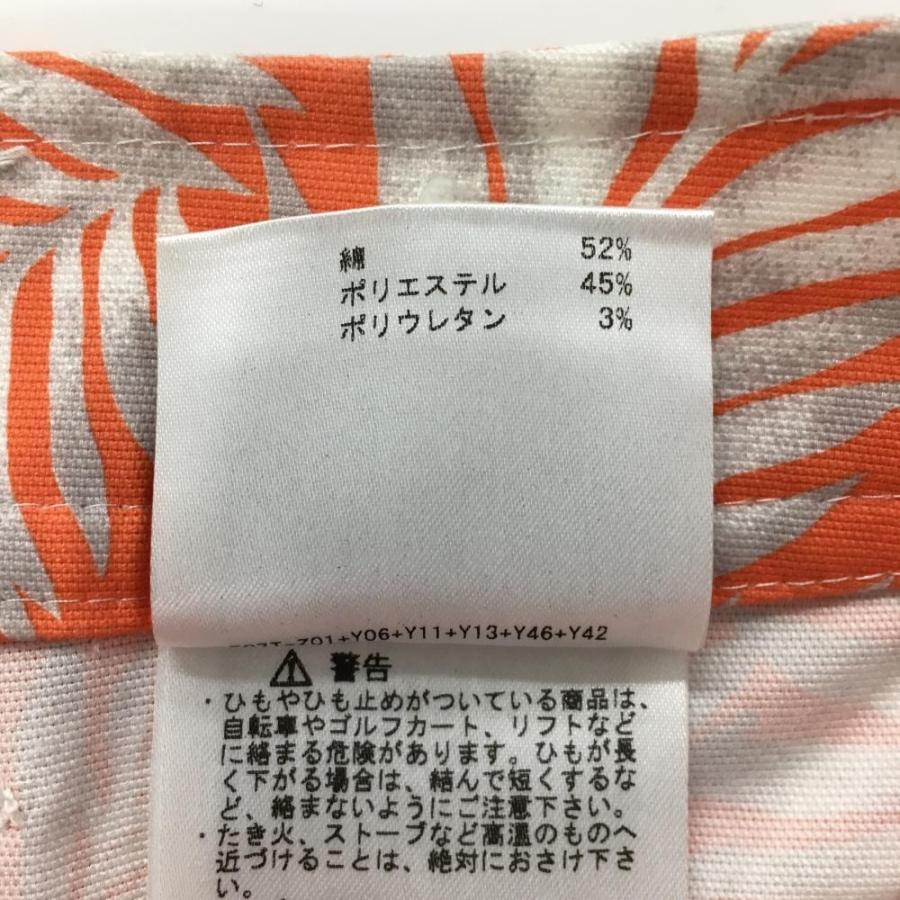 綿 52%
ポリエステル 45%
ポリウレタン 3%
Z01+Y06+Y11+Y13+Y46+Y42
警告
・ひもやひも止めがついている商品は、
自転車やゴルフカート、リフトなど
に絡まる危険があります。ひもが長
く下がる場合は、結んで短くするな
ど、絡まないようにご注意下さい。
・たき火、ストーブなど高温のものへ
近づけることは、絶対におさけ下さ
い。